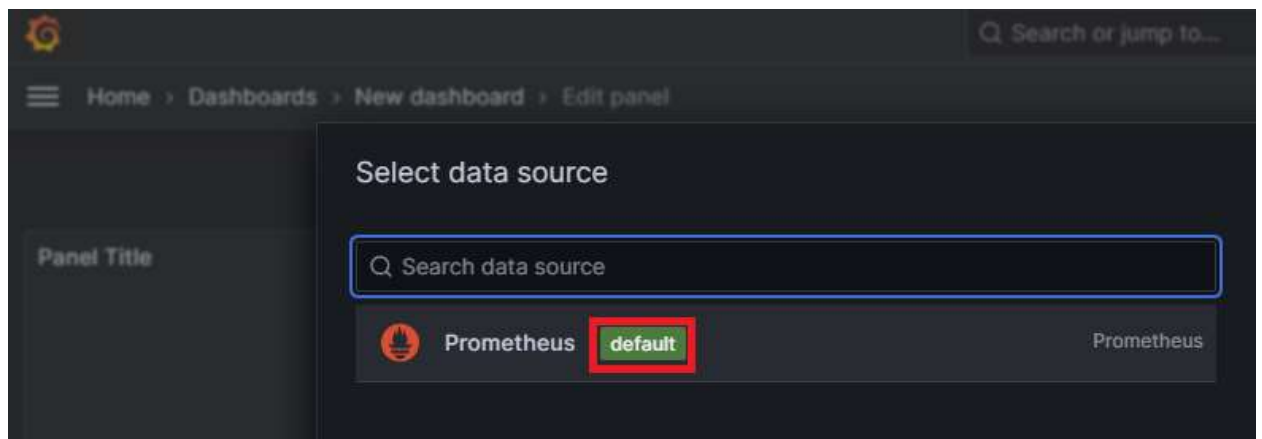 Search or jump to...
Home > Dashboards > New dashboard > Edit panel
Select data source
Panel Title
Search data source
Prometheus default Prometheus